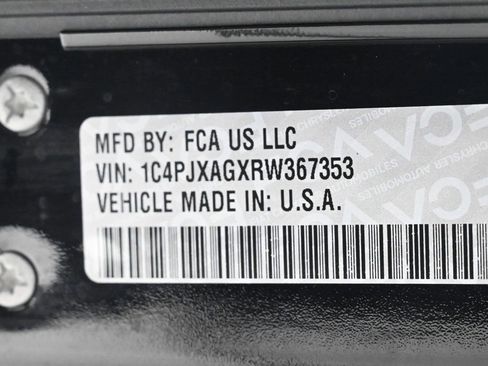 MFD BY: FCA US LLC
VIN: 1C4PJXAGXRW367353
VEHICLE MADE IN: U.S.A.